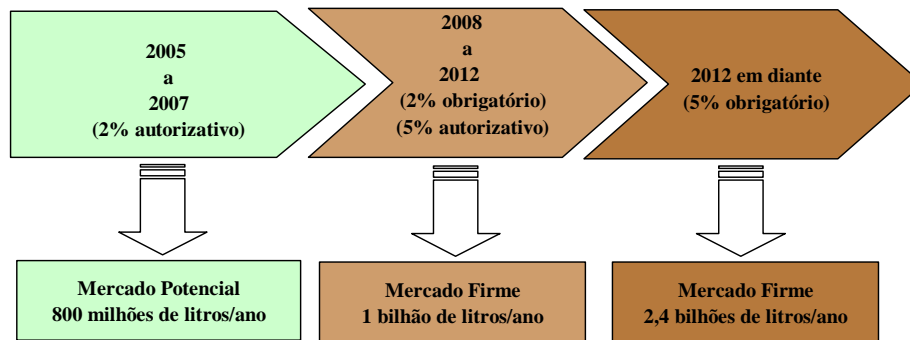 2005
a
2007
(2% autorizativo)
2008
a
2012
(2% obrigatório)
(5% autorizativo)
2012 em diante
(5% obrigatório)
Mercado Potencial
800 milhões de litros/ano
Mercado Firme
1 bilhão de litros/ano
Mercado Firme
2,4 bilhões de litros/ano